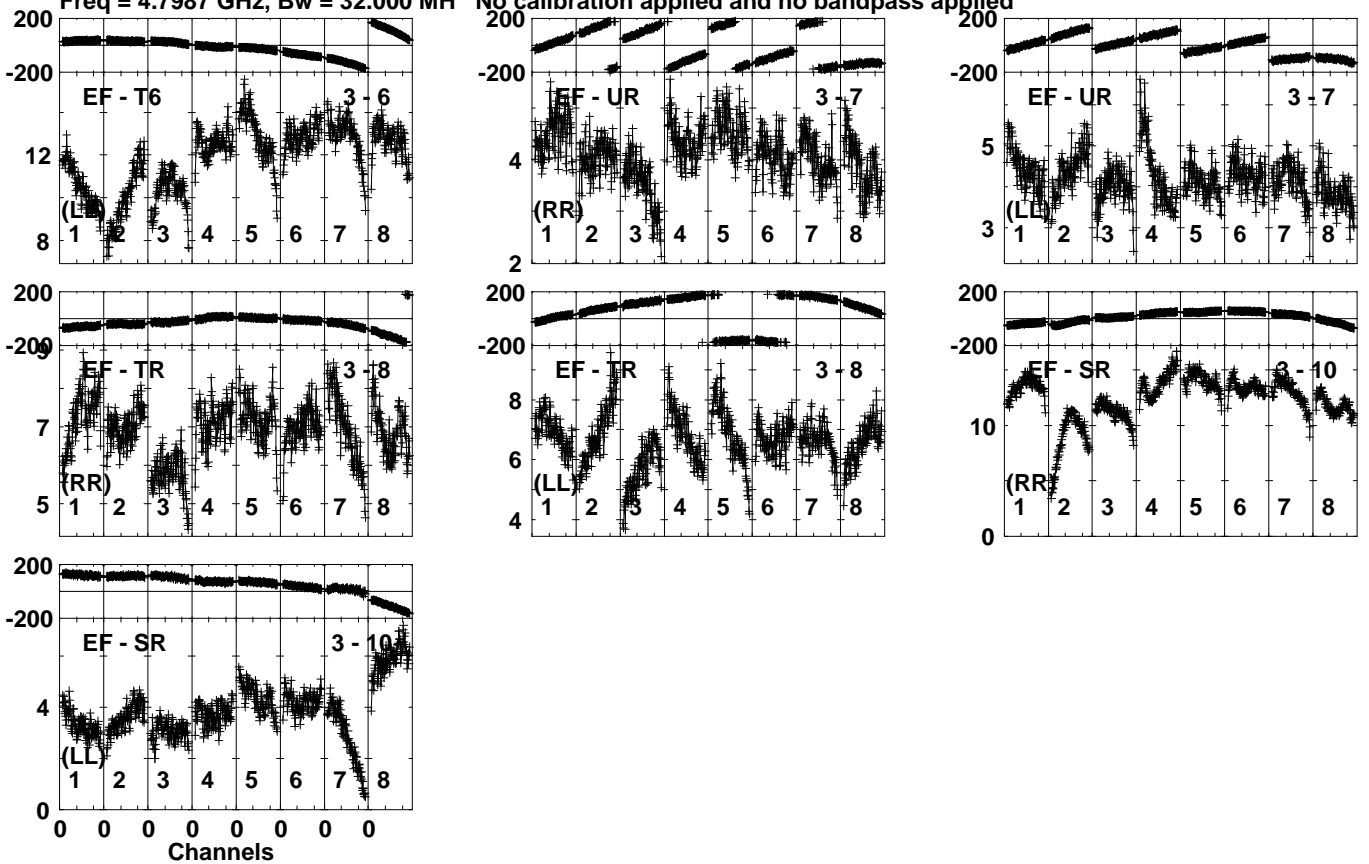 Freq = 4.7987 GHz, Bw = 32.000 MH No calibration applied and no bandpass applied
200
-200
EF - T6 3 - 6
12
8
(LL)
1 2 3 4 5 6 7 8
200
-200
EF - UR 3 - 7
4
2
(RR)
1 2 3 4 5 6 7 8
200
-200
EF - UR 3 - 7
5
3
(LL)
1 2 3 4 5 6 7 8
200
-200
9
EF - TR 3 - 8
7
5
(RR)
1 2 3 4 5 6 7 8
200
-200
EF - TR 3 - 8
8
6
4
(LL)
1 2 3 4 5 6 7 8
200
-200
EF - SR 3 - 10
10
0
(RR)
1 2 3 4 5 6 7 8
200
-200
EF - SR 3 - 10
4
0
(LL)
1 2 3 4 5 6 7 8
0 0 0 0 0 0 0 0
Channels